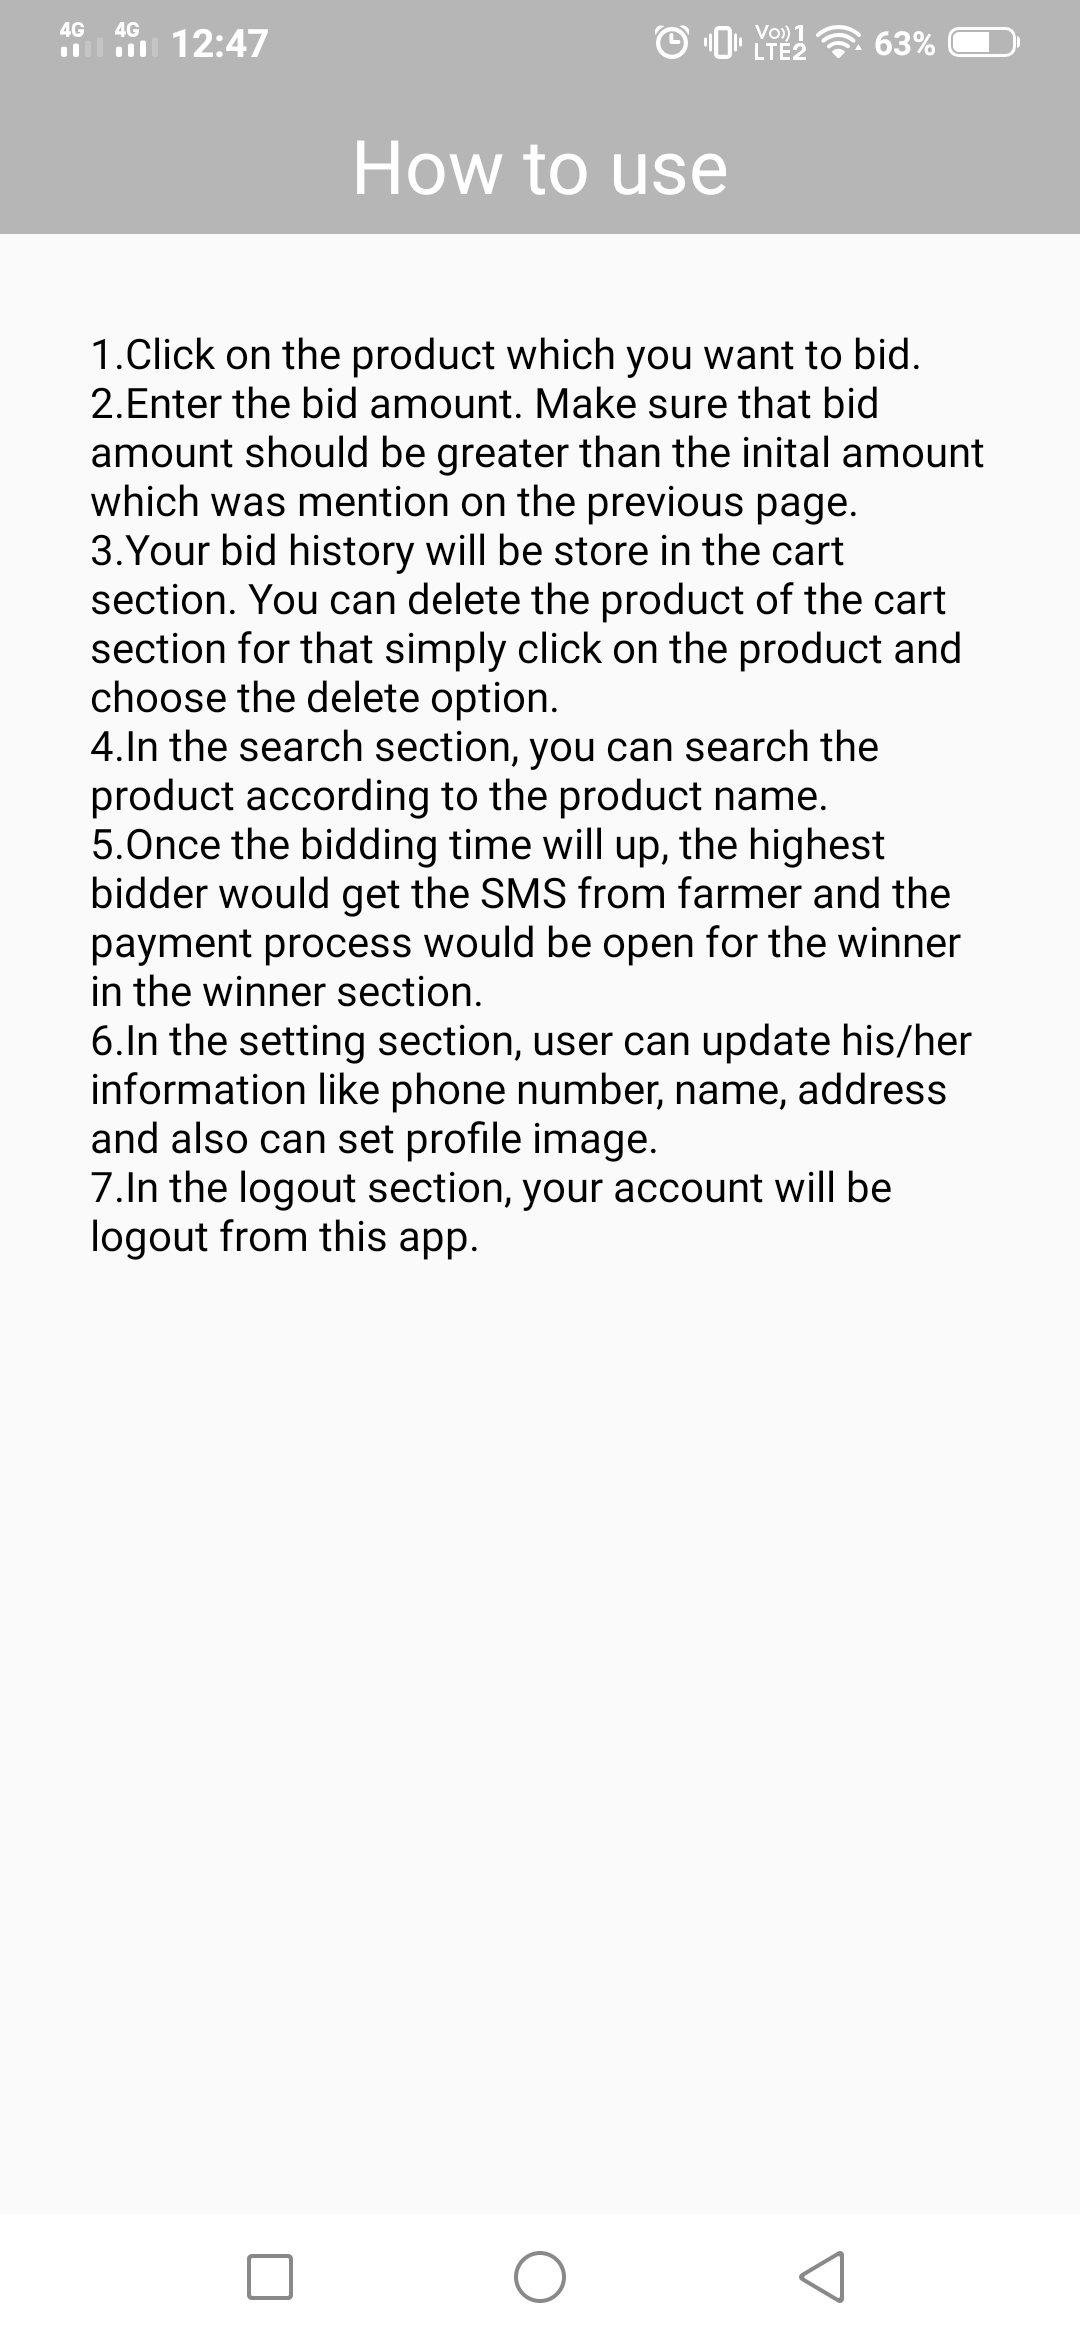 4G 4G 12:47 Vo)) 1 LTE2 63%
How to use
1.Click on the product which you want to bid.
2.Enter the bid amount. Make sure that bid
amount should be greater than the inital amount
which was mention on the previous page.
3.Your bid history will be store in the cart
section. You can delete the product of the cart
section for that simply click on the product and
choose the delete option.
4.In the search section, you can search the
product according to the product name.
5.Once the bidding time will up, the highest
bidder would get the SMS from farmer and the
payment process would be open for the winner
in the winner section.
6.In the setting section, user can update his/her
information like phone number, name, address
and also can set profile image.
7.In the logout section, your account will be
logout from this app.